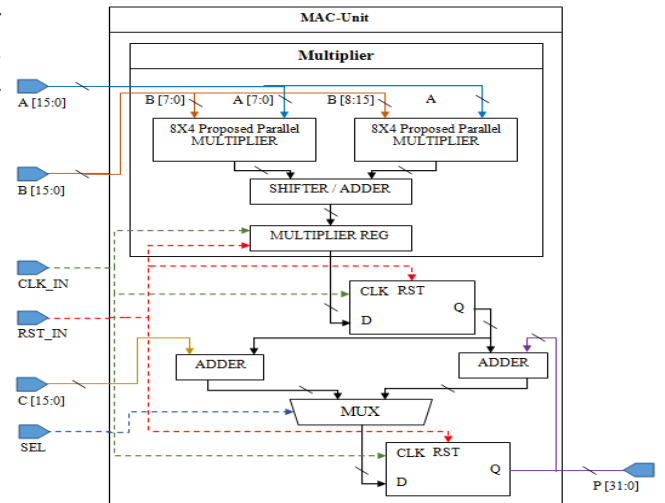 MAC-Unit
Multiplier
A [15:0]
B [7:0]
A [7:0]
B [8:15]
A
8X4 Proposed Parallel
MULTIPLIER
8X4 Proposed Parallel
MULTIPLIER
B [15:0]
SHIFTER / ADDER
MULTIPLIER REG
CLK_IN
CLK RST
Q
D
RST_IN
ADDER
ADDER
C [15:0]
MUX
SEL
CLK RST
Q
D
P [31:0]